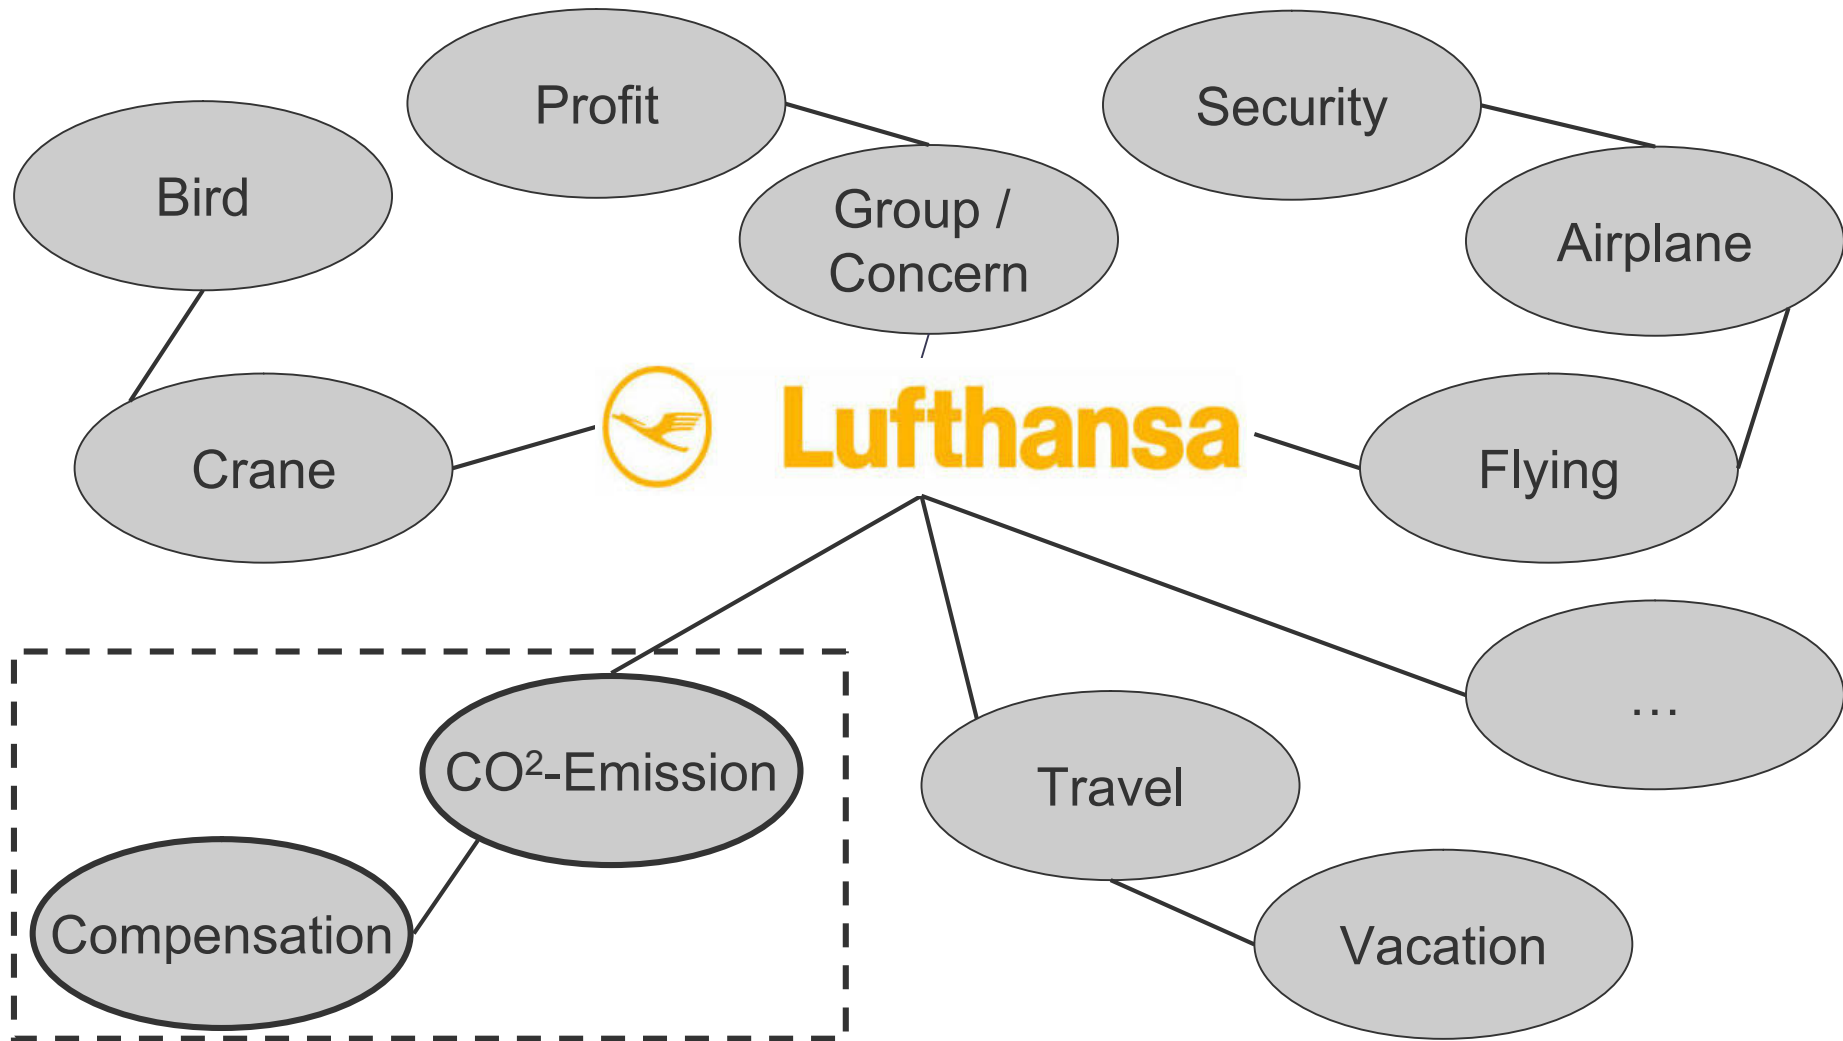 Profit
Security
Bird
Group /
Concern
Airplane
Lufthansa
Crane
Flying
...
CO²-Emission
Travel
Compensation
Vacation